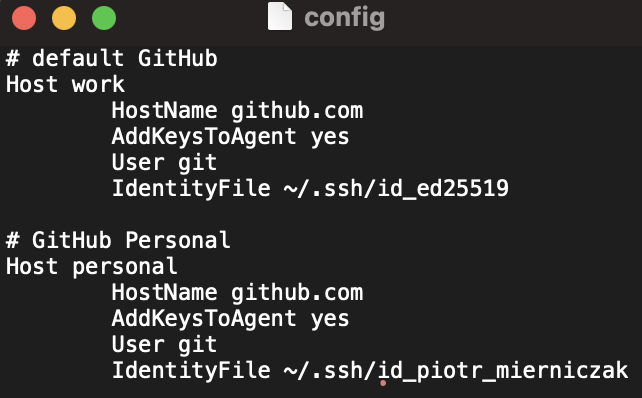 config
# default GitHub
Host work
        HostName github.com
        AddKeysToAgent yes
        User git
        IdentityFile ~/.ssh/id_ed25519

# GitHub Personal
Host personal
        HostName github.com
        AddKeysToAgent yes
        User git
        IdentityFile ~/.ssh/id_piotr_mierniczak